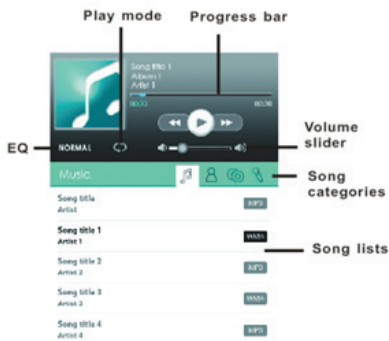 Play mode
Progress bar
Song title 1
Album 1
Artist 1
00:00
00:00
EQ
NORMAL
Volume
slider
Music
Song
categories
Song title
Artist
MP3
Song title 1
Artist 1
WMA
Song lists
Song title 2
Artist 2
MP3
Song title 3
Artist 3
WMA
Song title 4
Artist 4
MP3